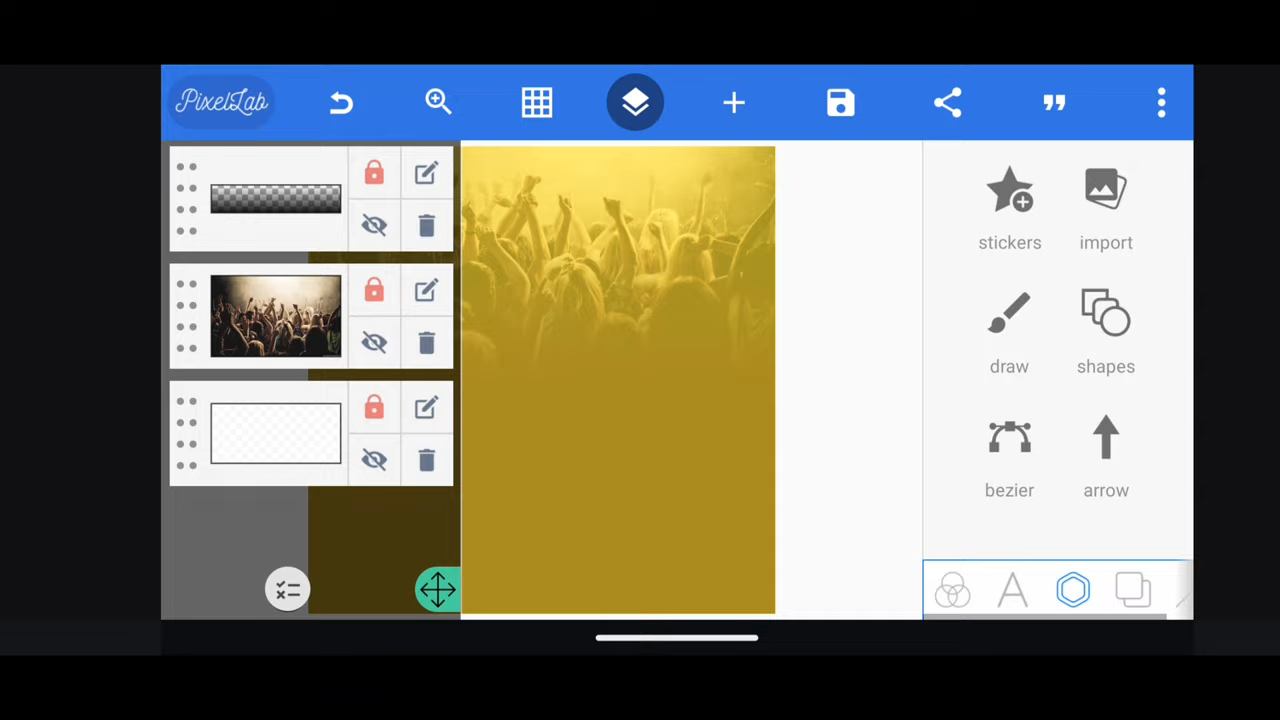 PixelLab
stickers
import
draw
shapes
bezier
arrow